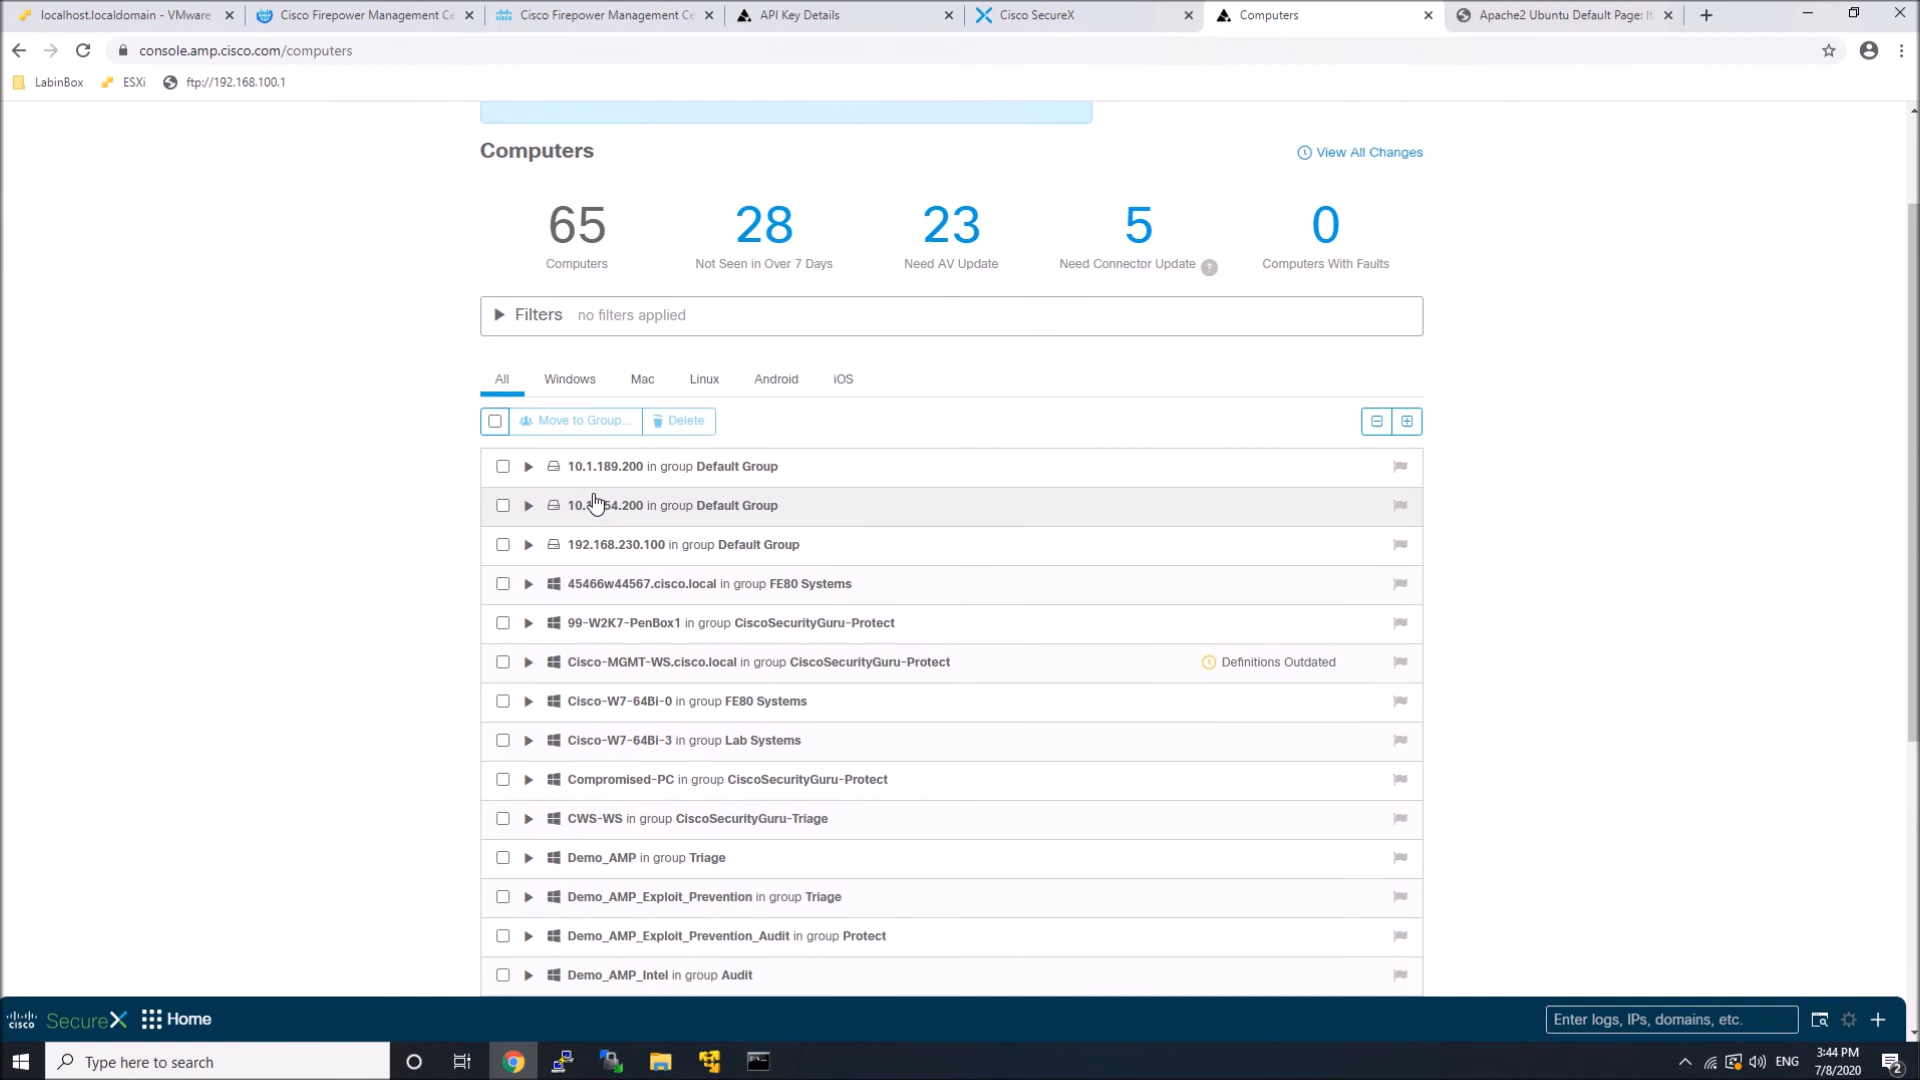 localhost.localdomain - VMware
Cisco Firepower Management Ce
Cisco Firepower Management Ce
API Key Details
Cisco SecureX
Computers
Apache2 Ubuntu Default Page: It
console.amp.cisco.com/computers
LabinBox
ESXi
ftp://192.168.100.1
Computers
View All Changes
65
28
23
5
0
Computers
Not Seen in Over 7 Days
Need AV Update
Need Connector Update ?
Computers With Faults
Filters no filters applied
All
Windows
Mac
Linux
Android
iOS
Move to Group...
Delete
10.1.189.200 in group Default Group
in group Default Group
192.168.230.100 in group Default Group
45466w44567.cisco.local in group FE80 Systems
99-W2K7-PenBox1 in group CiscoSecurityGuru-Protect
Cisco-MGMT-WS.cisco.local in group CiscoSecurityGuru-Protect
Definitions Outdated
Cisco-W7-64Bi-0 in group FE80 Systems
Cisco-W7-64Bi-3 in group Lab Systems
Compromised-PC in group CiscoSecurityGuru-Protect
CWS-WS in group CiscoSecurityGuru-Triage
Demo_AMP in group Triage
Demo_AMP_Exploit_Prevention in group Triage
Demo_AMP_Exploit_Prevention_Audit in group Protect
Demo_AMP_Intel in group Audit
cisco SecureX
Home
Enter logs, IPs, domains, etc.
Type here to search
ENG
3:44 PM
7/8/2020
2